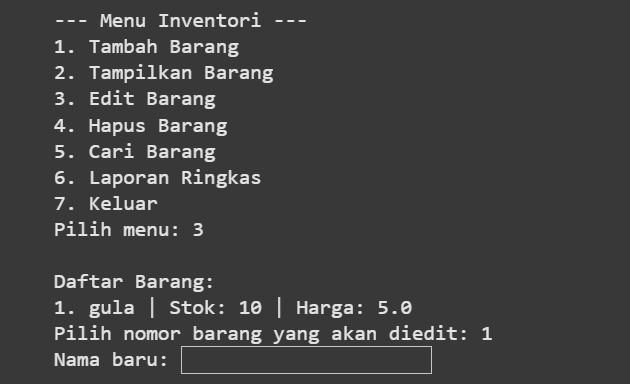 --- Menu Inventori ---
1. Tambah Barang
2. Tampilkan Barang
3. Edit Barang
4. Hapus Barang
5. Cari Barang
6. Laporan Ringkas
7. Keluar
Pilih menu: 3
Daftar Barang:
1. gula | Stok: 10 | Harga: 5.0
Pilih nomor barang yang akan diedit: 1
Nama baru: